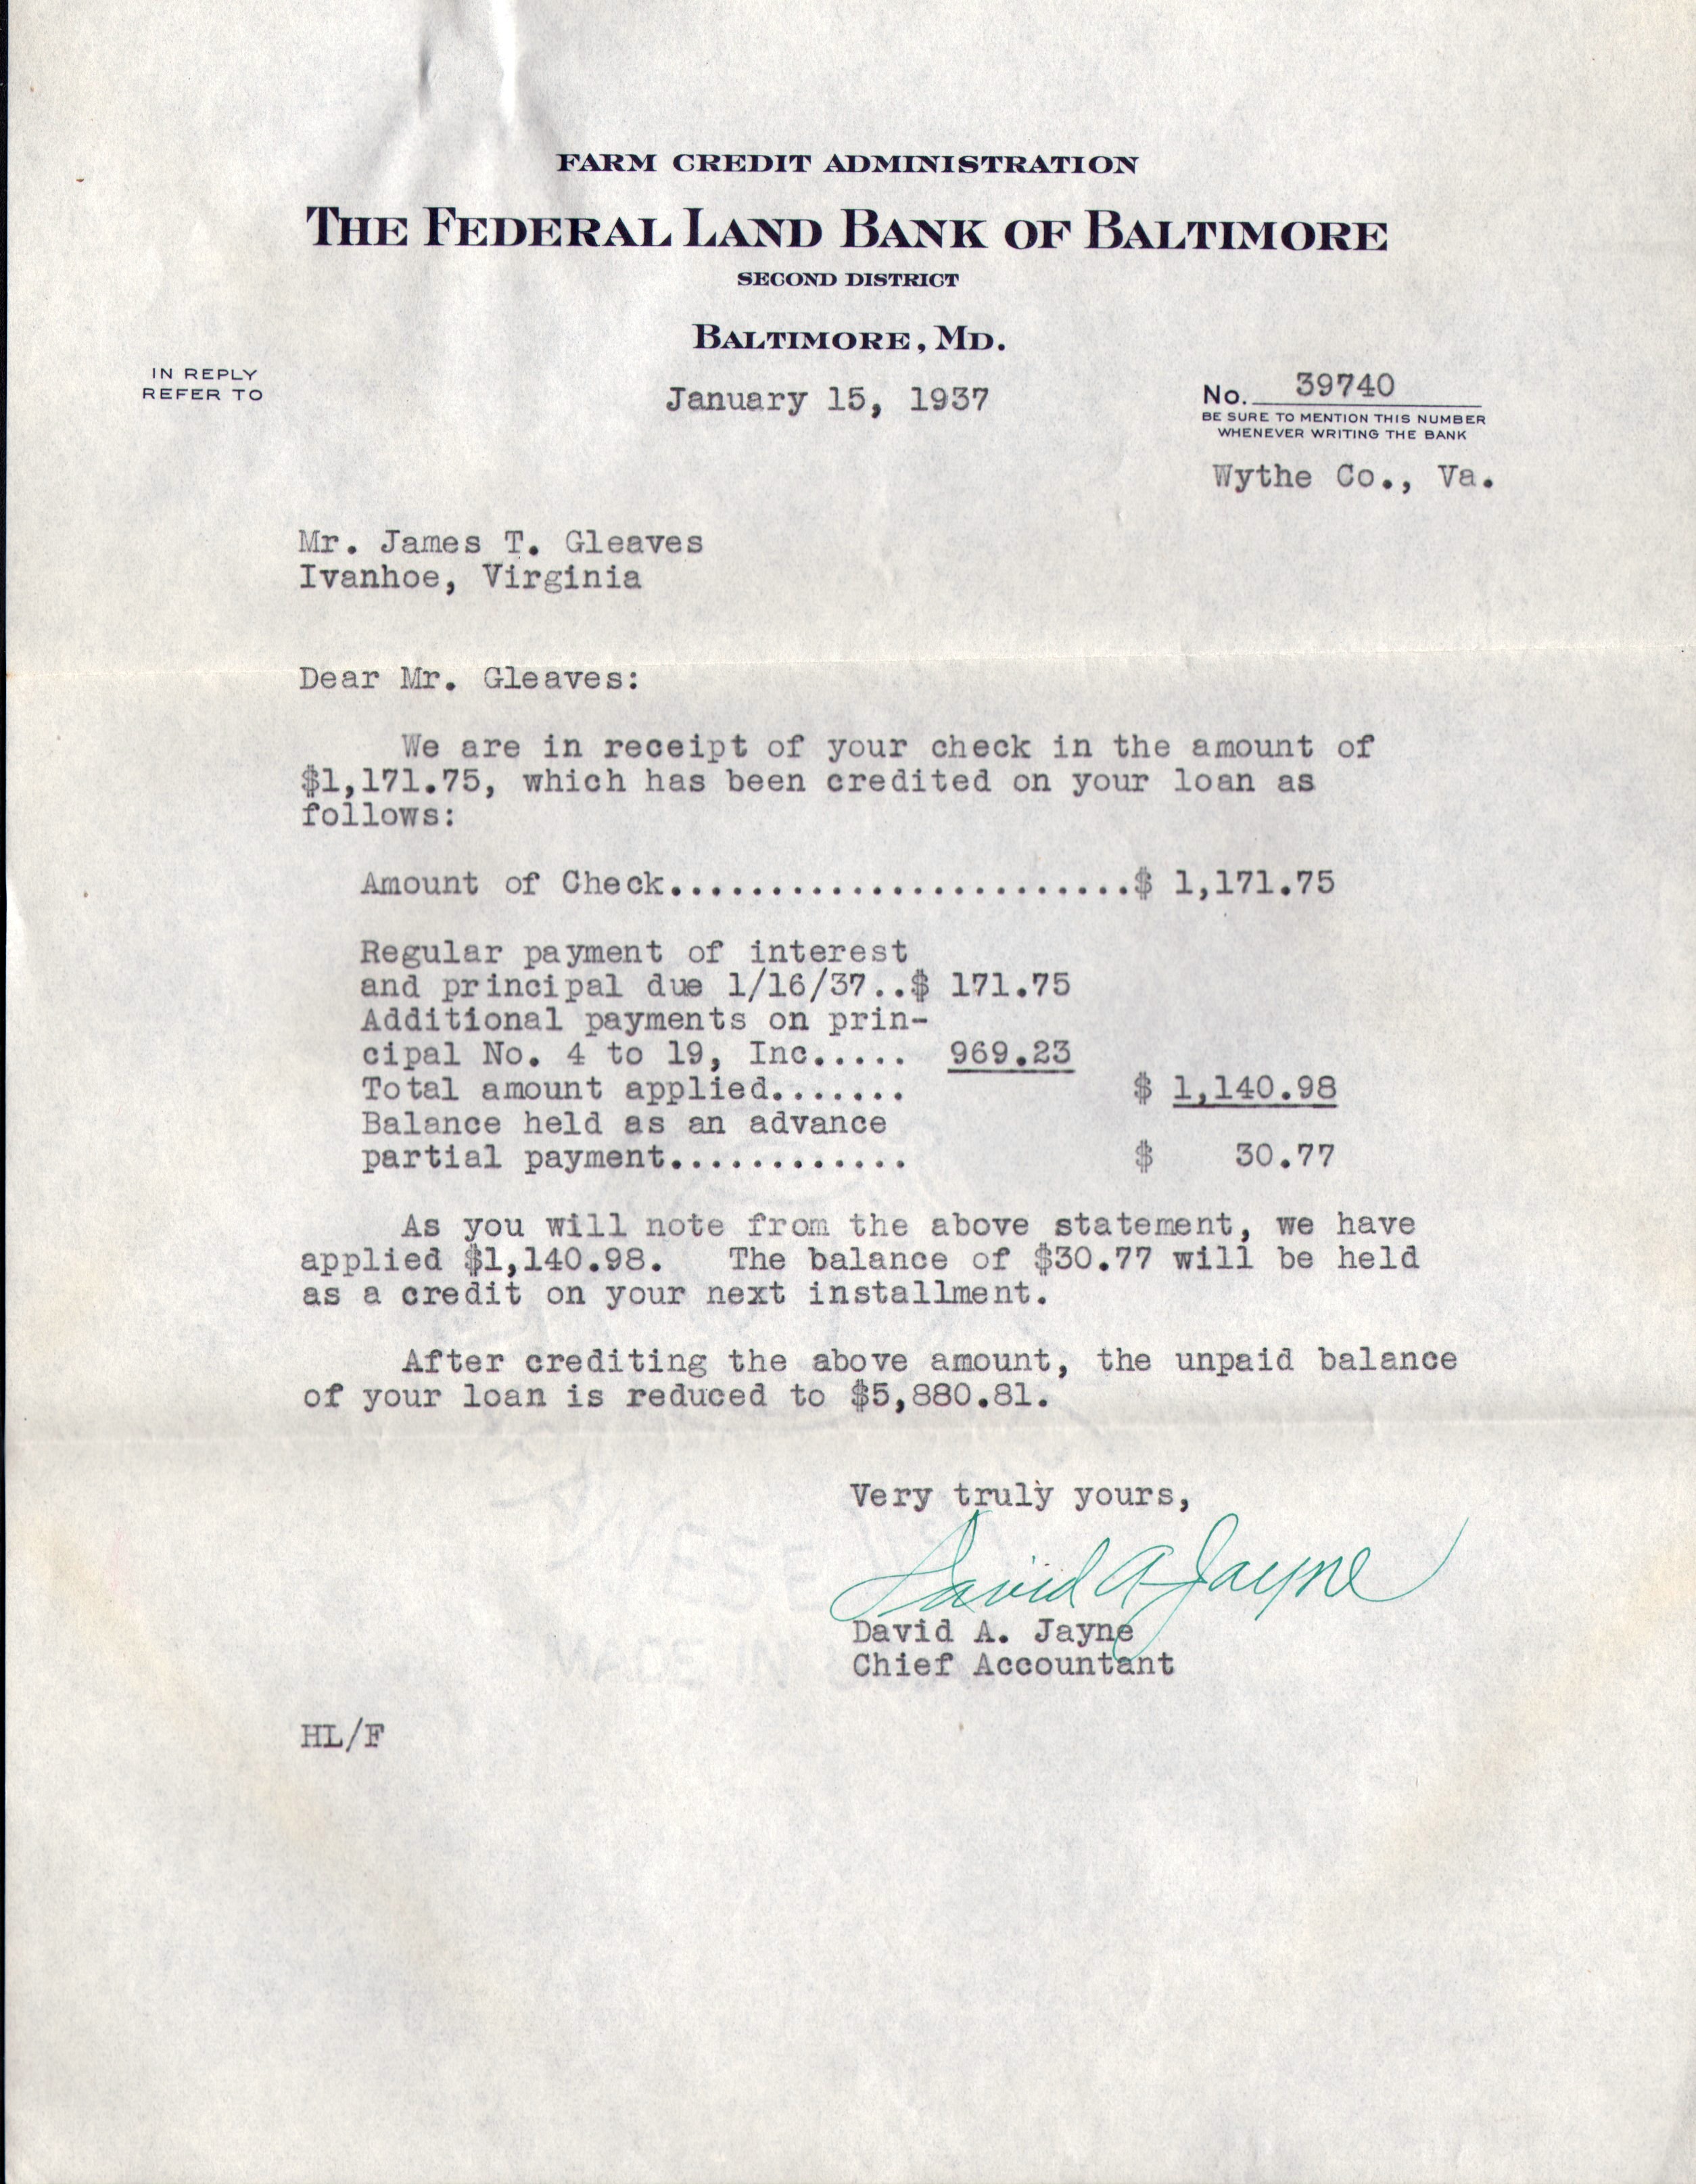 FARM CREDIT ADMINISTRATION
THE FEDERAL LAND BANK OF BALTIMORE
SECOND DISTRICT
BALTIMORE, MD.
IN REPLY
REFER TO
January 15, 1937
No. 39740
BE SURE TO MENTION THIS NUMBER
WHENEVER WRITING THE BANK
Wythe Co., Va.
Mr. James T. Gleaves
Ivanhoe, Virginia
Dear Mr. Gleaves:
We are in receipt of your check in the amount of
$1,171.75, which has been credited on your loan as
follows:
Amount of Check.......................$ 1,171.75
Regular payment of interest
and principal due 1/16/37..$ 171.75
Additional payments on prin-
cipal No. 4 to 19, Inc..... 969.23
Total amount applied....... $ 1,140.98
Balance held as an advance
partial payment............ $ 30.77
As you will note from the above statement, we have
applied $1,140.98. The balance of $30.77 will be held
as a credit on your next installment.
After crediting the above amount, the unpaid balance
of your loan is reduced to $5,880.81.
Very truly yours,
David A Jayne
David A. Jayne
Chief Accountant
HL/F